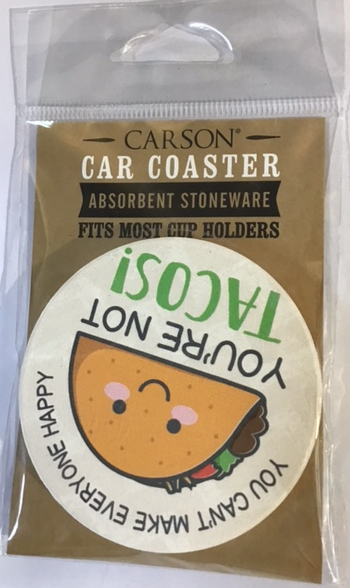 CARSON®
CAR COASTER
ABSORBENT STONEWARE
FITS MOST CUP HOLDERS
YOU CAN'T MAKE EVERYONE HAPPY
YOU'RE NOT
TACOS!